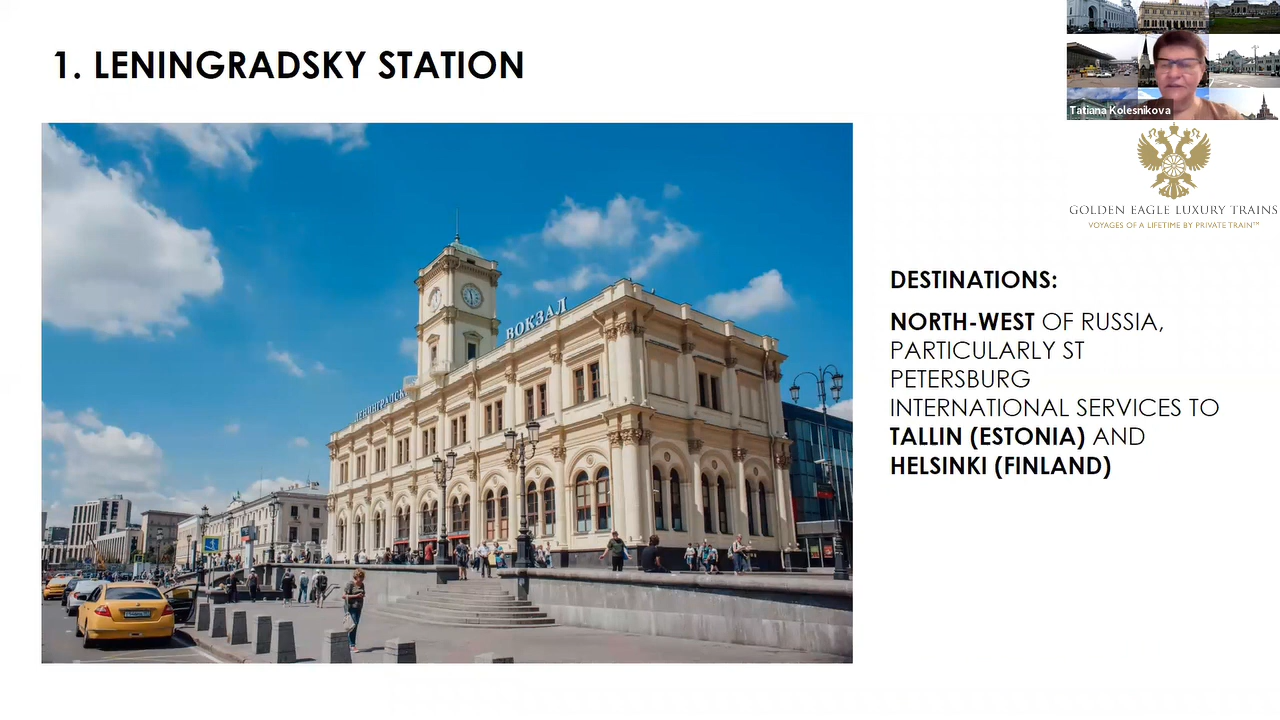 1. LENINGRADSKY STATION
Tatiana Kolesnikova
GOLDEN EAGLE LUXURY TRAINS
VOYAGES OF A LIFETIME BY PRIVATE TRAIN™
ВОКЗАЛ
ЛЕНИНГРАДСК
DESTINATIONS:
NORTH-WEST OF RUSSIA,
PARTICULARLY ST
PETERSBURG
INTERNATIONAL SERVICES TO
TALLIN (ESTONIA) AND
HELSINKI (FINLAND)